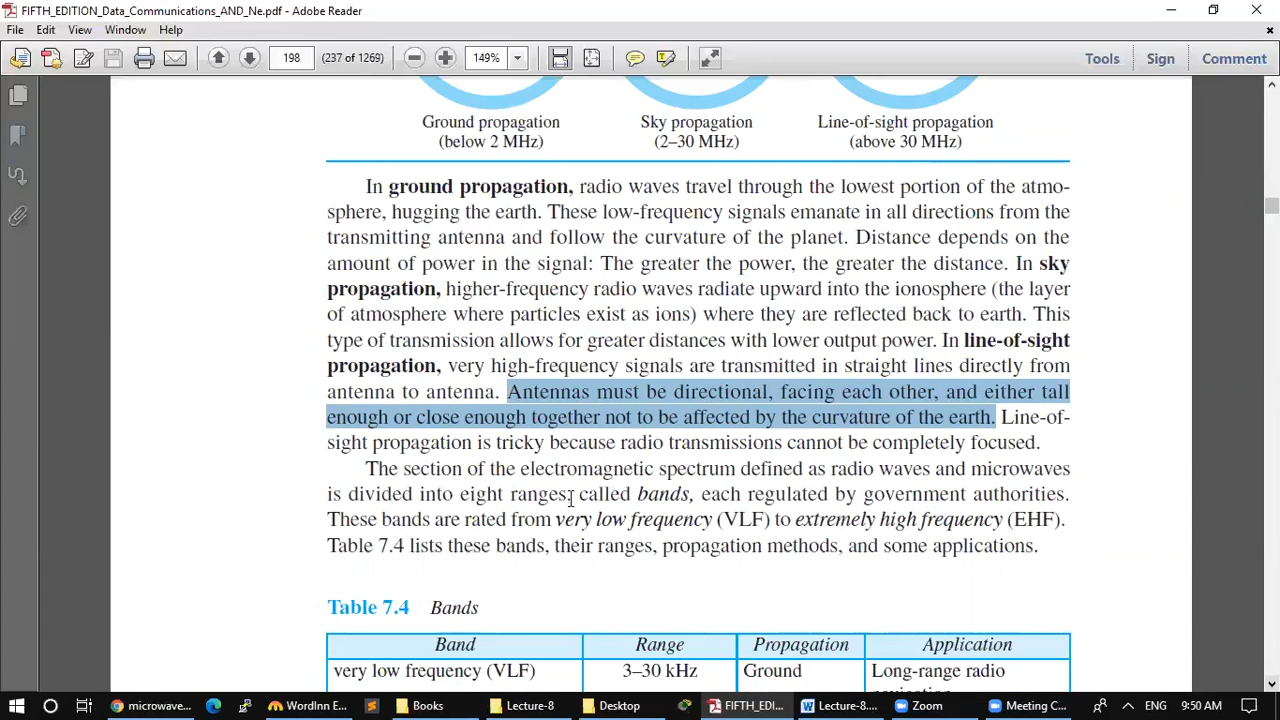 FIFTH_EDITION_Data_Communications_AND_Ne.pdf - Adobe Reader
File Edit View Window Help
198 (237 of 1269) 149% Tools Sign Comment
Ground propagation Sky propagation Line-of-sight propagation
(below 2 MHz) (2–30 MHz) (above 30 MHz)
In ground propagation, radio waves travel through the lowest portion of the atmo-
sphere, hugging the earth. These low-frequency signals emanate in all directions from the
transmitting antenna and follow the curvature of the planet. Distance depends on the
amount of power in the signal: The greater the power, the greater the distance. In sky
propagation, higher-frequency radio waves radiate upward into the ionosphere (the layer
of atmosphere where particles exist as ions) where they are reflected back to earth. This
type of transmission allows for greater distances with lower output power. In line-of-sight
propagation, very high-frequency signals are transmitted in straight lines directly from
antenna to antenna. Antennas must be directional, facing each other, and either tall
enough or close enough together not to be affected by the curvature of the earth. Line-of-
sight propagation is tricky because radio transmissions cannot be completely focused.
The section of the electromagnetic spectrum defined as radio waves and microwaves
is divided into eight ranges, called bands, each regulated by government authorities.
These bands are rated from very low frequency (VLF) to extremely high frequency (EHF).
Table 7.4 lists these bands, their ranges, propagation methods, and some applications.
Table 7.4 Bands
Band Range Propagation Application
very low frequency (VLF) 3–30 kHz Ground Long-range radio
microwave... WordInn E... Books Lecture-8 Desktop FIFTH_EDI... Lecture-8.... Zoom Meeting C... ENG 9:50 AM